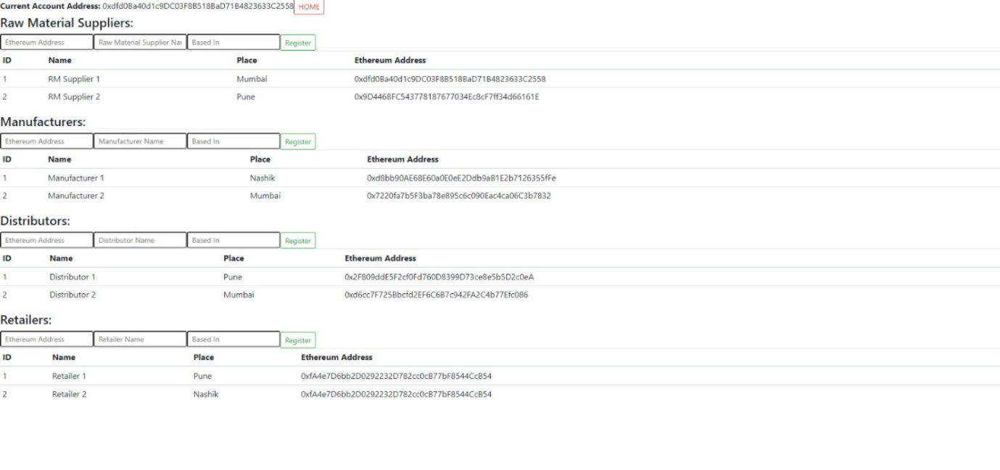 Current Account Address: 0xdfd0Ba40d1c9DC03F8B518BaD71B4823633C2558 HOME
Raw Material Suppliers:
Ethereum Address Raw Material Supplier Nar Based In Register
ID Name Place Ethereum Address
1 RM Supplier 1 Mumbai 0xdfd0Ba40d1c9DC03F8B518BaD71B4823633C2558
2 RM Supplier 2 Pune 0x9D446BFC543778187677034Ec8cF7ff34d66161E
Manufacturers:
Ethereum Address Manufacturer Name Based In Register
ID Name Place Ethereum Address
1 Manufacturer 1 Nashik 0xd8bb90AE68E60a0E0eE2Ddb9aB1E2b7126355fFe
2 Manufacturer 2 Mumbai 0x7220fa7b5F3ba78e895c6c090Eac4ca06C3b7832
Distributors:
Ethereum Address Distributor Name Based In Register
ID Name Place Ethereum Address
1 Distributor 1 Pune 0x2F809ddE5F2cf0Fd760D8399D73ce8e5b5D2c0eA
2 Distributor 2 Mumbai 0xd6cc7F725Bbcfd2EF6C6B7c942FA2C4b77Efc086
Retailers:
Ethereum Address Retailer Name Based In Register
ID Name Place Ethereum Address
1 Retailer 1 Pune 0xfA4e7D6bb2D0292232D782cc0cB77bF8544CcB54
2 Retailer 2 Nashik 0xfA4e7D6bb2D0292232D782cc0cB77bF8544CcB54